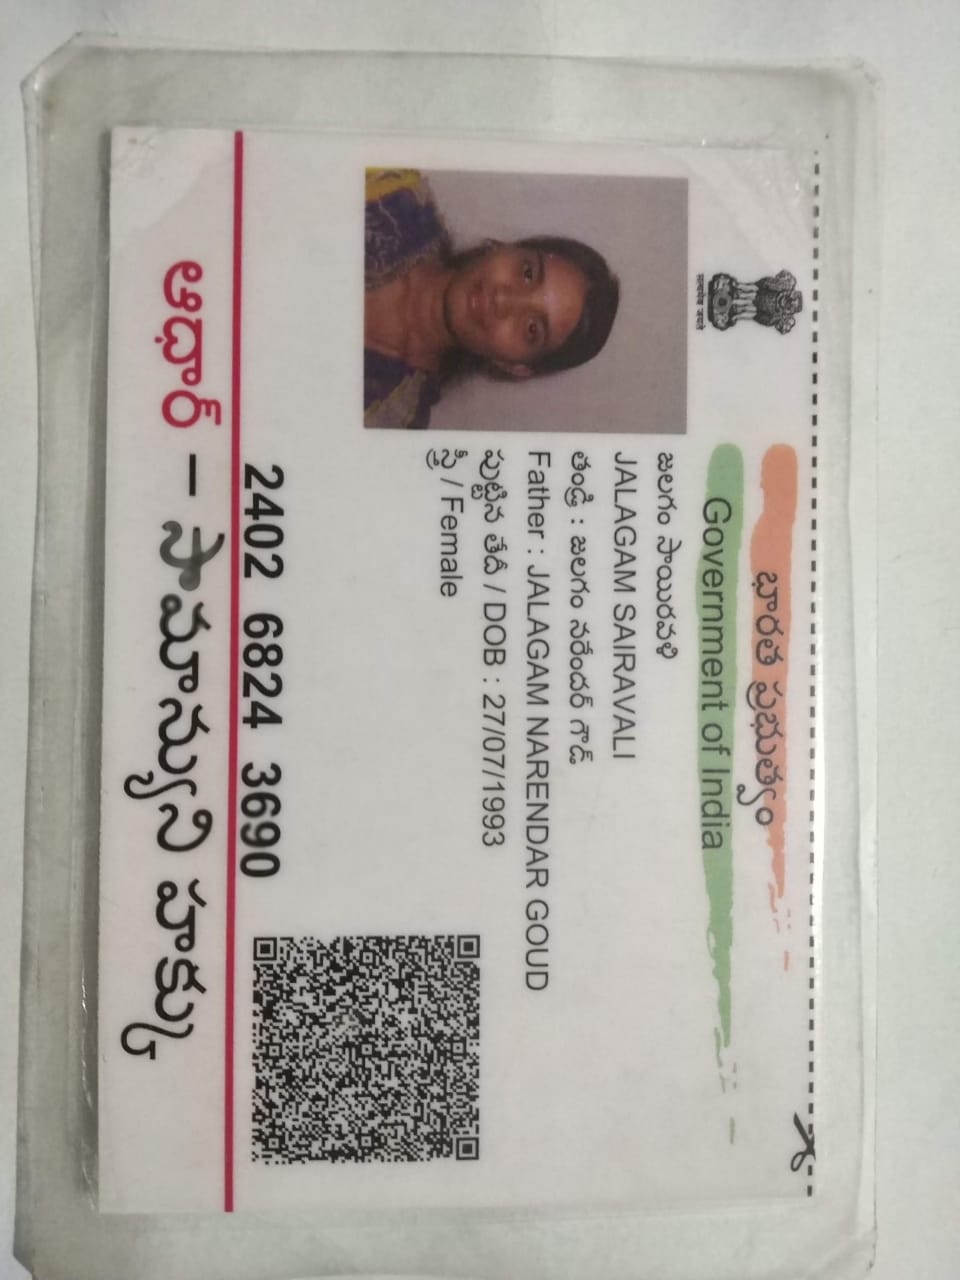 భారత ప్రభుత్వం
Government of India
सत्यमेव जयते
జలగం సాయిరవళి
JALAGAM SAIRAVALI
తండ్రి : జలగం నరేందర్ గౌడ్
Father : JALAGAM NARENDAR GOUD
పుట్టిన తేదీ / DOB : 27/07/1993
స్త్రీ / Female
2402 6824 3690
ఆధార్ – సామాన్యుని హక్కు